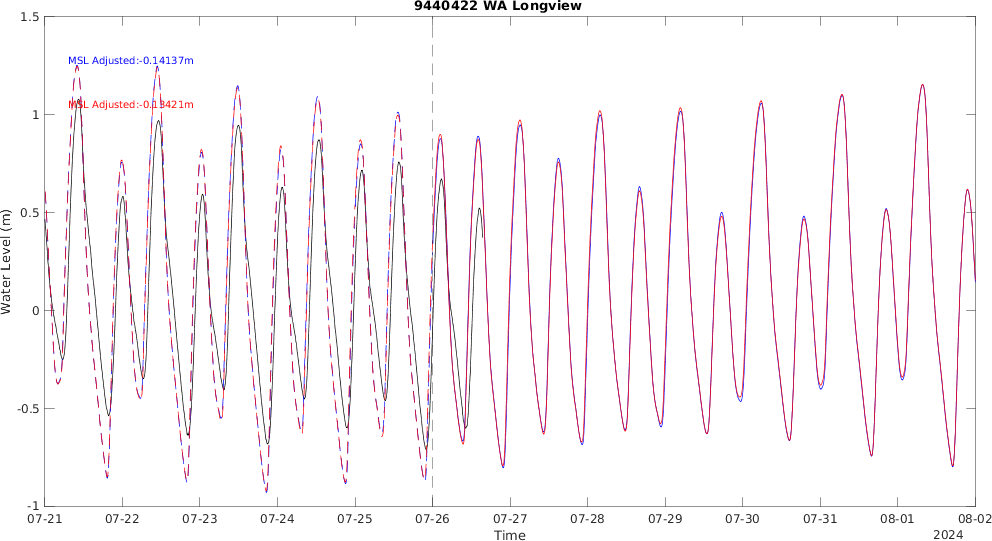 9440422 WA Longview
1.5
MSL Adjusted:-0.14137m
MSL Adjusted:-0.13421m
1
0.5
0
-0.5
-1
Water Level (m)
07-21 07-22 07-23 07-24 07-25 07-26 07-27 07-28 07-29 07-30 07-31 08-01 08-02
Time
2024